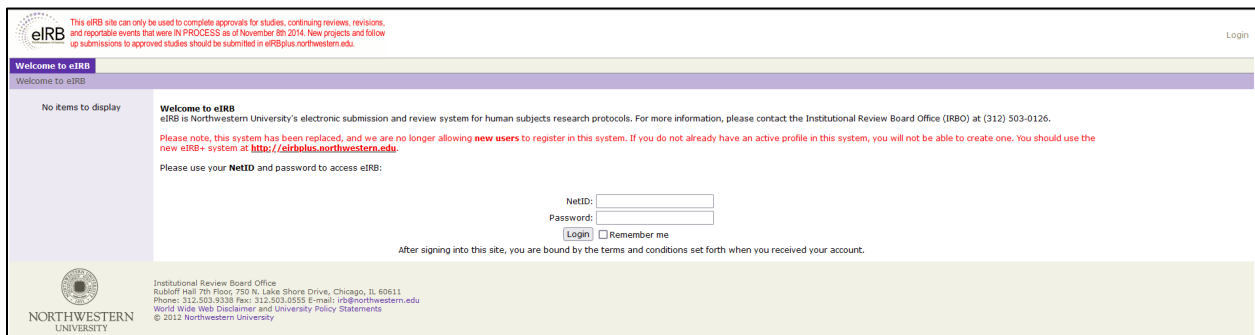 eIRB
This eIRB site can only be used to complete approvals for studies, continuing reviews, revisions,
and reportable events that were IN PROCESS as of November 8th 2014. New projects and follow
up submissions to approved studies should be submitted in eIRBplus.northwestern.edu.
Login
Welcome to eIRB
Welcome to eIRB
No items to display
Welcome to eIRB
eIRB is Northwestern University's electronic submission and review system for human subjects research protocols. For more information, please contact the Institutional Review Board Office (IRBO) at (312) 503-0126.
Please note, this system has been replaced, and we are no longer allowing new users to register in this system. If you do not already have an active profile in this system, you will not be able to create one. You should use the
new eIRB+ system at http://eirbplus.northwestern.edu.
Please use your NetID and password to access eIRB:
NetID:
Password:
Login Remember me
After signing into this site, you are bound by the terms and conditions set forth when you received your account.
NORTHWESTERN
UNIVERSITY
Institutional Review Board Office
Rubloff Hall 7th Floor, 750 N. Lake Shore Drive, Chicago, IL 60611
Phone: 312.503.9338 Fax: 312.503.0555 E-mail: irb@northwestern.edu
World Wide Web Disclaimer and University Policy Statements
© 2012 Northwestern University